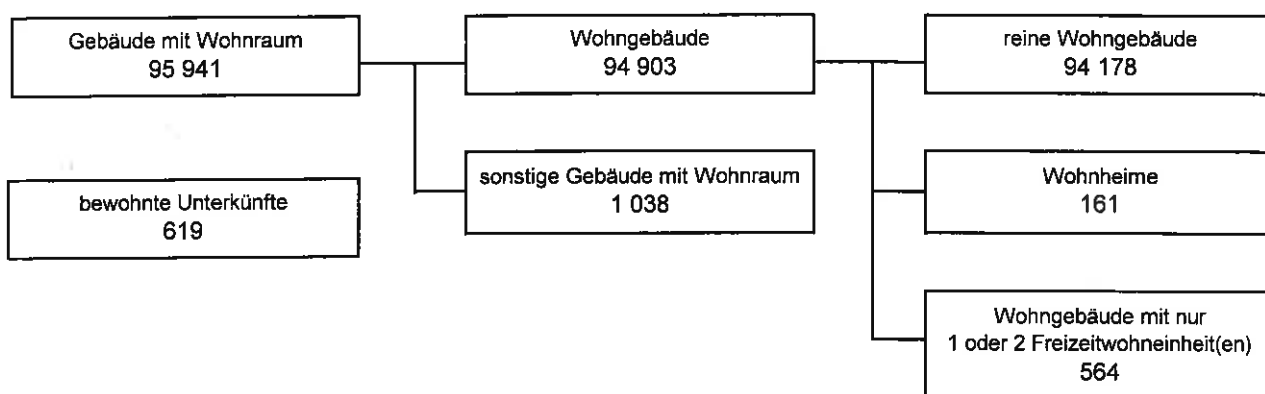 Gebäude mit Wohnraum
95 941
Wohngebäude
94 903
reine Wohngebäude
94 178
bewohnte Unterkünfte
619
sonstige Gebäude mit Wohnraum
1 038
Wohnheime
161
Wohngebäude mit nur
1 oder 2 Freizeitwohneinheit(en)
564